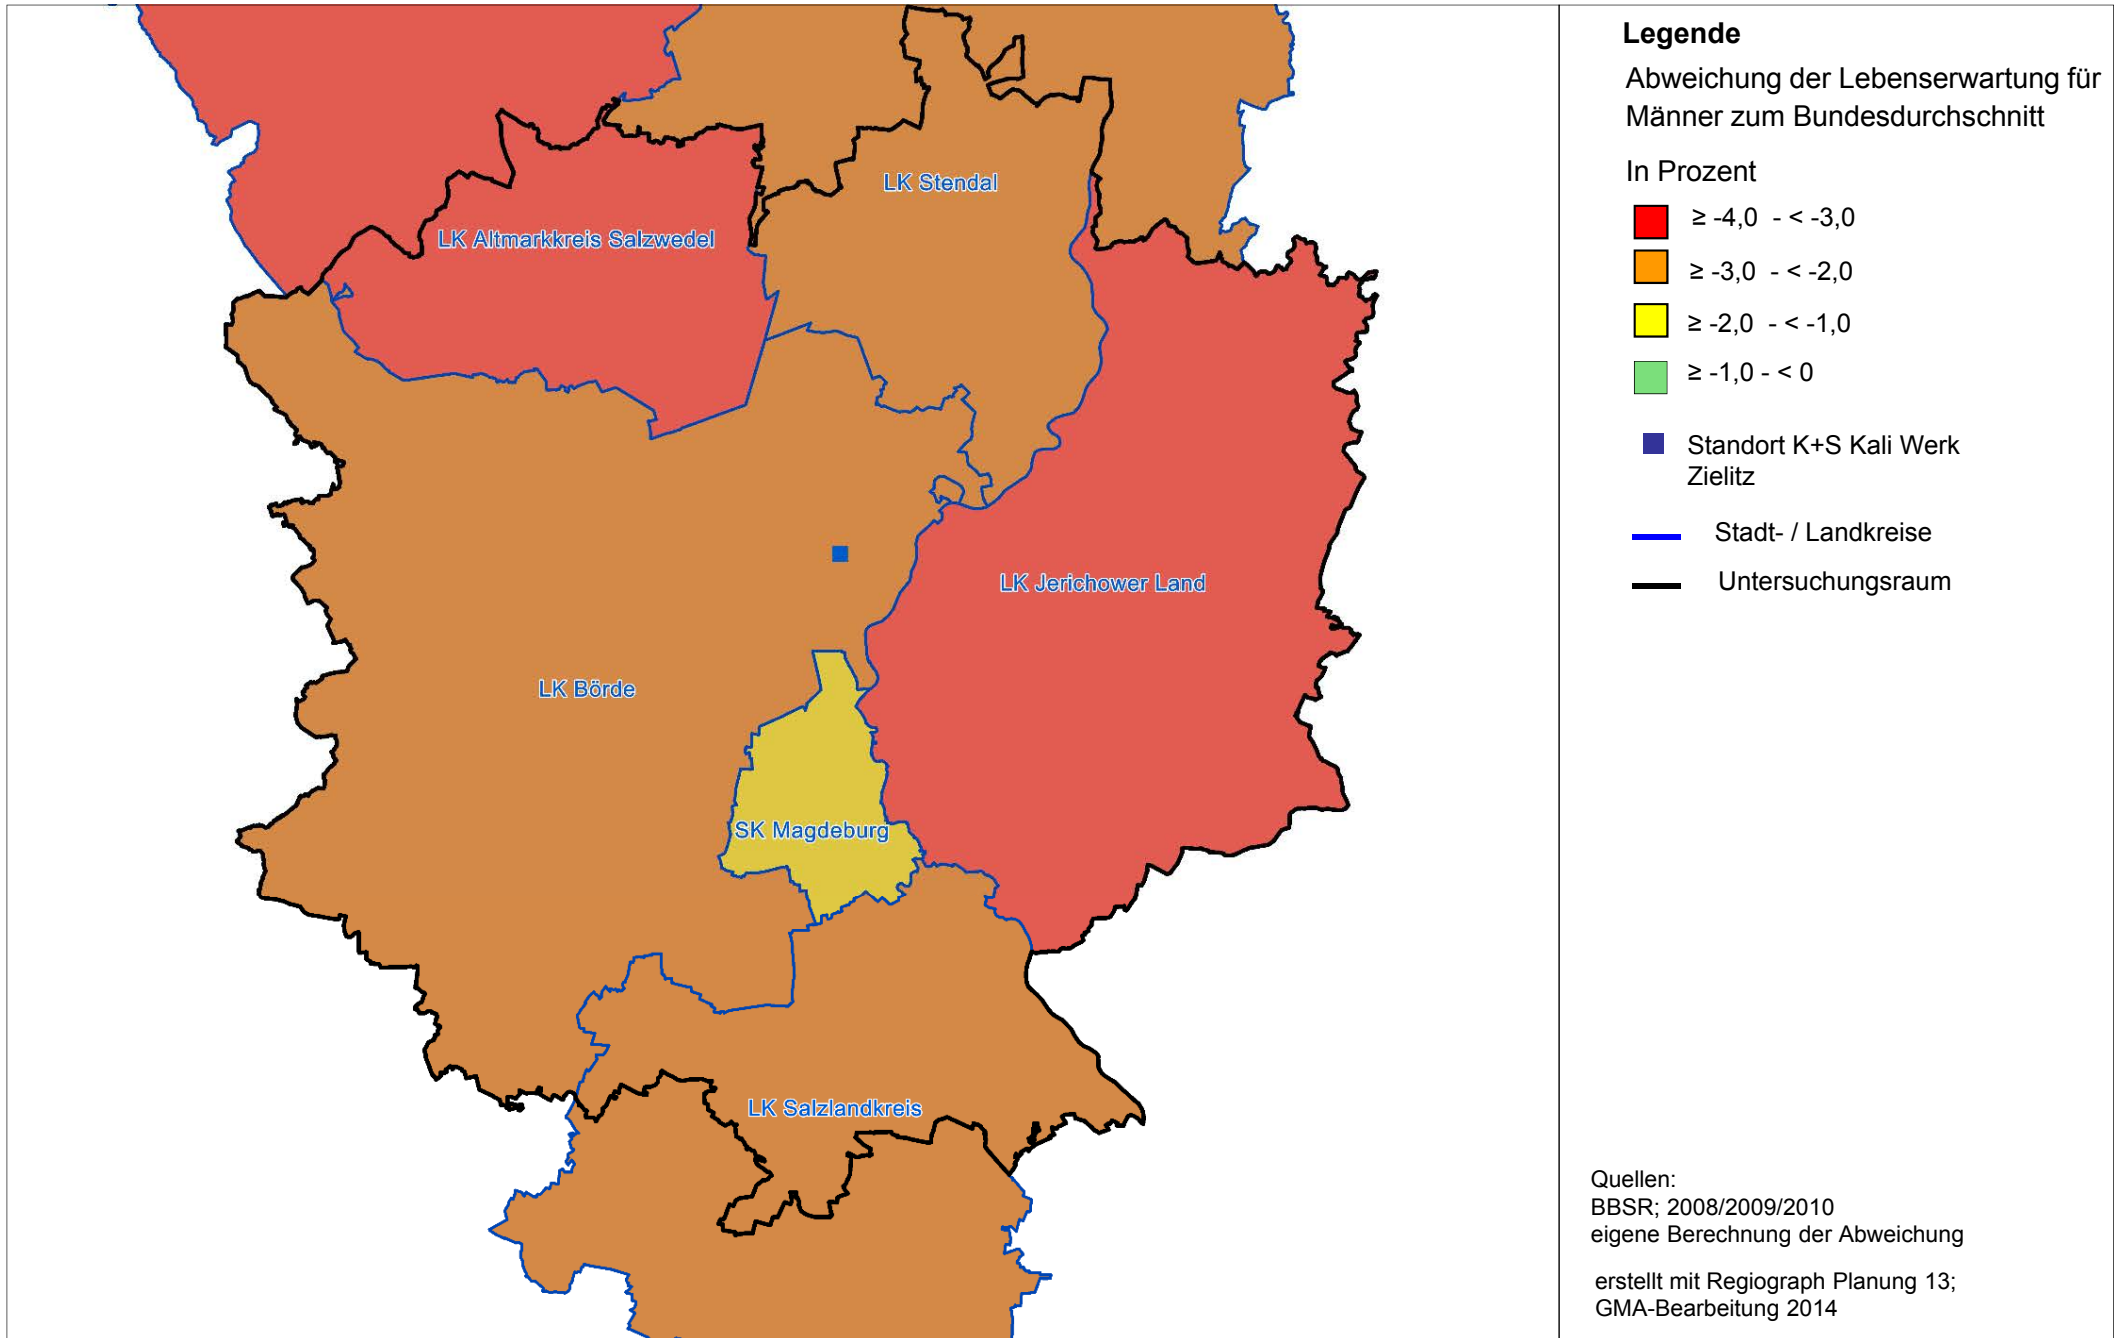 LK Stendal
LK Altmarkkreis Salzwedel
LK Jerichower Land
LK Börde
SK Magdeburg
LK Salzlandkreis
Legende
Abweichung der Lebenserwartung für
Männer zum Bundesdurchschnitt
In Prozent
≥ -4,0 - < -3,0
≥ -3,0 - < -2,0
≥ -2,0 - < -1,0
≥ -1,0 - < 0
Standort K+S Kali Werk
Zielitz
Stadt- / Landkreise
Untersuchungsraum
Quellen:
BBSR; 2008/2009/2010
eigene Berechnung der Abweichung
erstellt mit Regiograph Planung 13;
GMA-Bearbeitung 2014